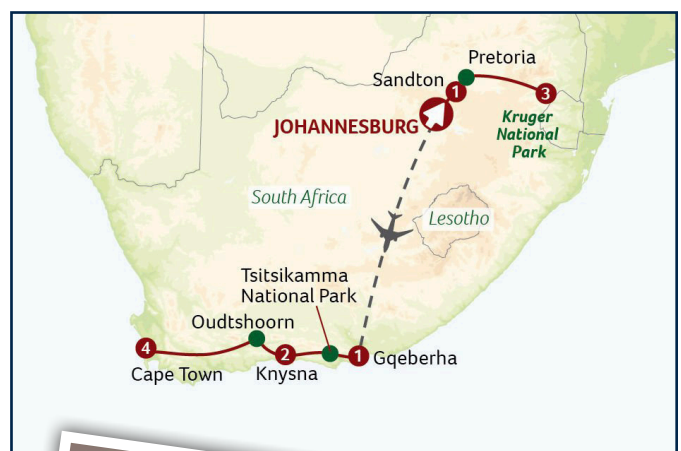 Pretoria
Sandton
1
3
JOHANNESBURG
Kruger
National
Park
South Africa
Lesotho
Tsitsikamma
National Park
Oudtshoorn
4
2
1
Gqeberha
Cape Town
Knysna